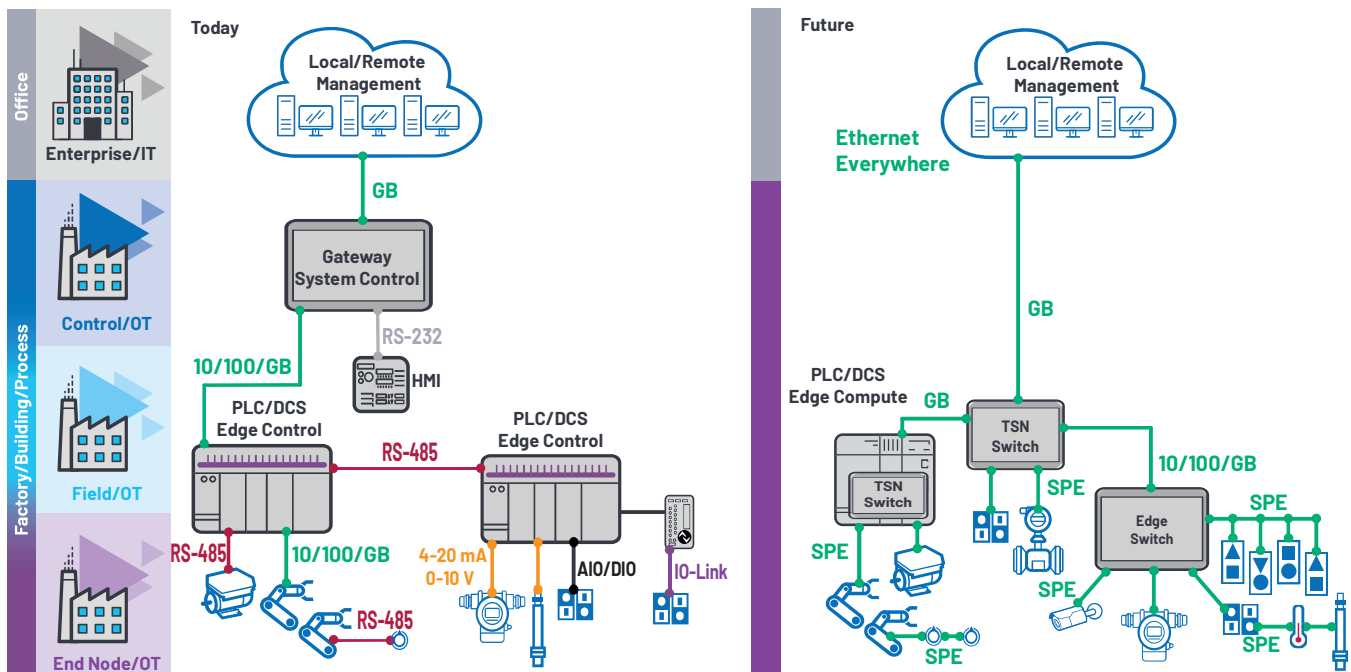 Office
Enterprise/IT
Factory/Building/Process
Control/OT
Field/OT
End Node/OT
Today
Local/Remote
Management
GB
Gateway
System Control
RS-232
HMI
10/100/GB
PLC/DCS
Edge Control
RS-485
PLC/DCS
Edge Control
RS-485
10/100/GB
RS-485
4-20 mA
0-10 V
AIO/DIO
IO-Link
Future
Local/Remote
Management
Ethernet
Everywhere
GB
PLC/DCS
Edge Compute
GB
TSN
Switch
TSN
Switch
10/100/GB
SPE
Edge
Switch
SPE
SPE
SPE
SPE
SPE